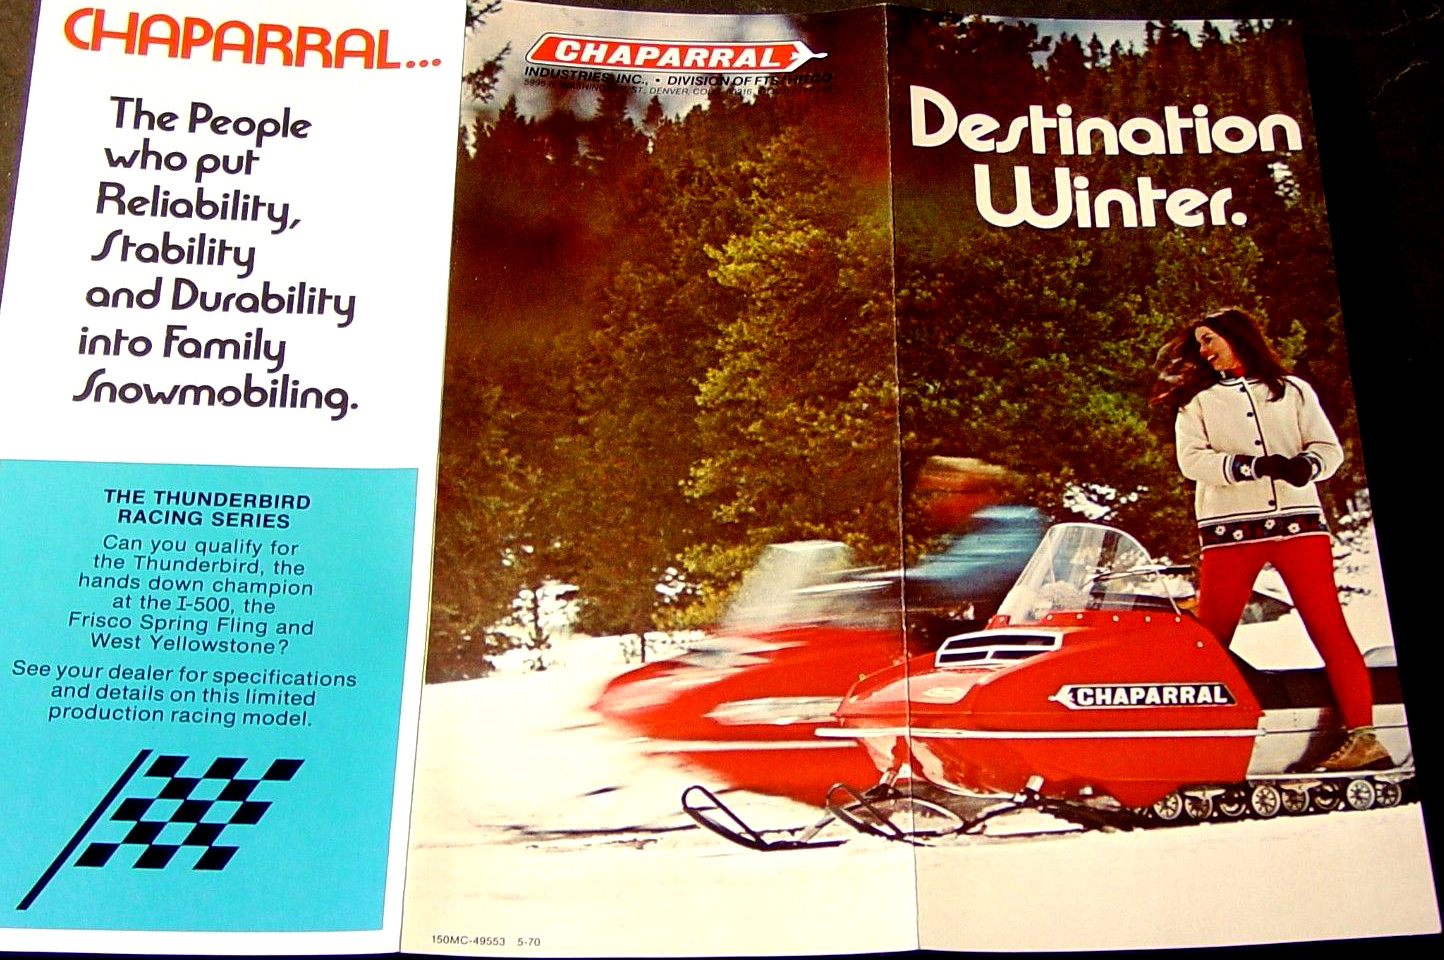 CHAPARRAL...
The People
who put
Reliability,
Stability
and Durability
into Family
Snowmobiling.
THE THUNDERBIRD
RACING SERIES
Can you qualify for
the Thunderbird, the
hands down champion
at the I-500, the
Frisco Spring Fling and
West Yellowstone?
See your dealer for specifications
and details on this limited
production racing model.
CHAPARRAL
INDUSTRIES INC., • DIVISION OF
ST., DENVER,
150MC-49553 5-70
Destination
Winter.
CHAPARRAL